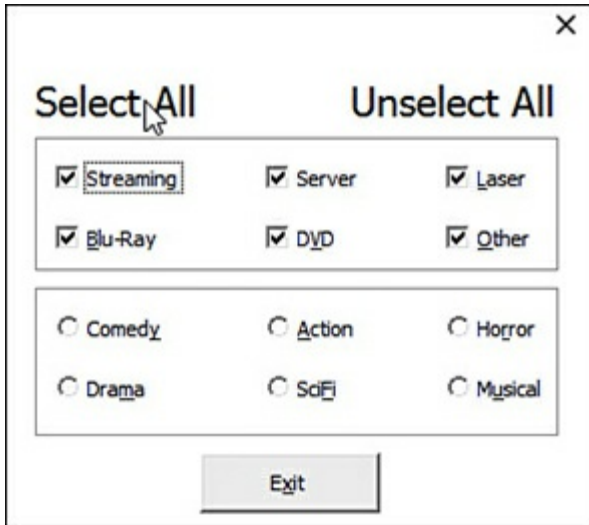 Select All Unselect All
Streaming Server Laser
Blu-Ray DVD Other
Comedy Action Horror
Drama SciFi Musical
Exit